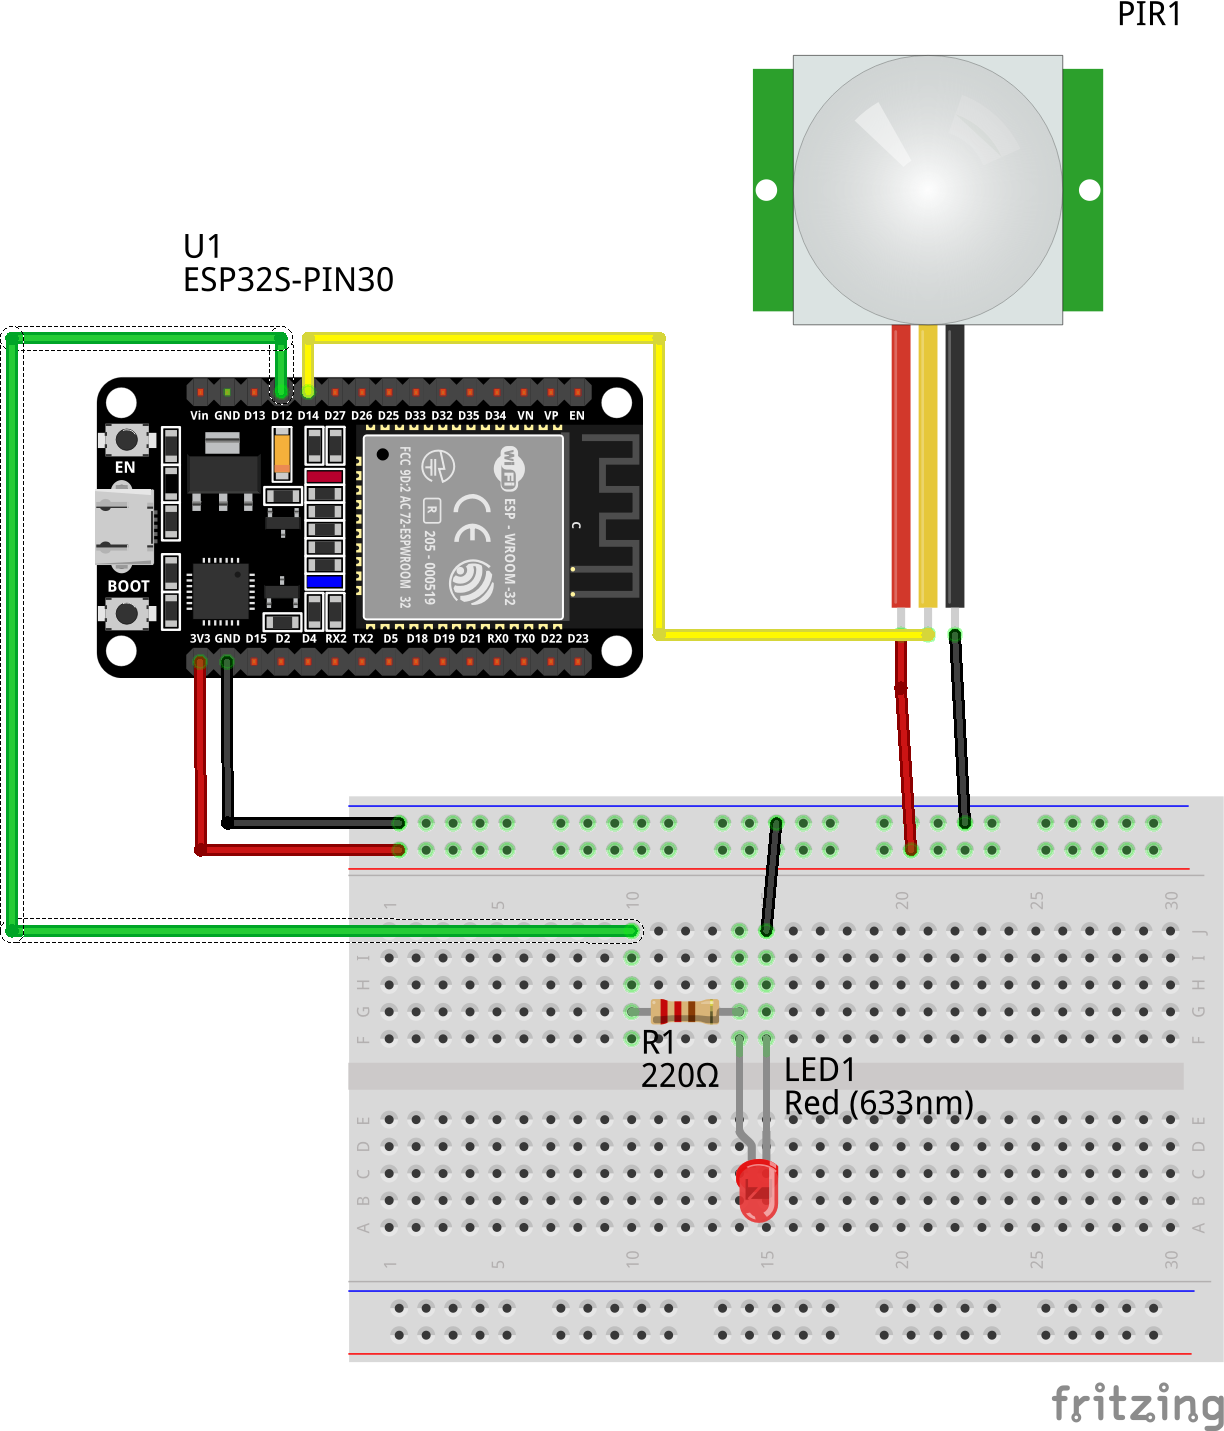 PIR1
U1
ESP32S-PIN30
Vin GND D13 D12 D14 D27 D26 D25 D33 D32 D35 D34 VN VP EN
EN
BOOT
FCC 9D:2 AC 72-ESPWROOM 32
R
205 - 000519
CE
WiFi
ESP - WROOM -32
C
3V3 GND D15 D2 D4 RX2 TX2 D5 D18 D19 D21 RX0 TX0 D22 D23
1 5 10 20 25 30
J
I I
H H
G G
F F
R1
220Ω
LED1
Red (633nm)
E E
D D
C C
B B
A A
1 5 10 15 20 25 30
fritzing